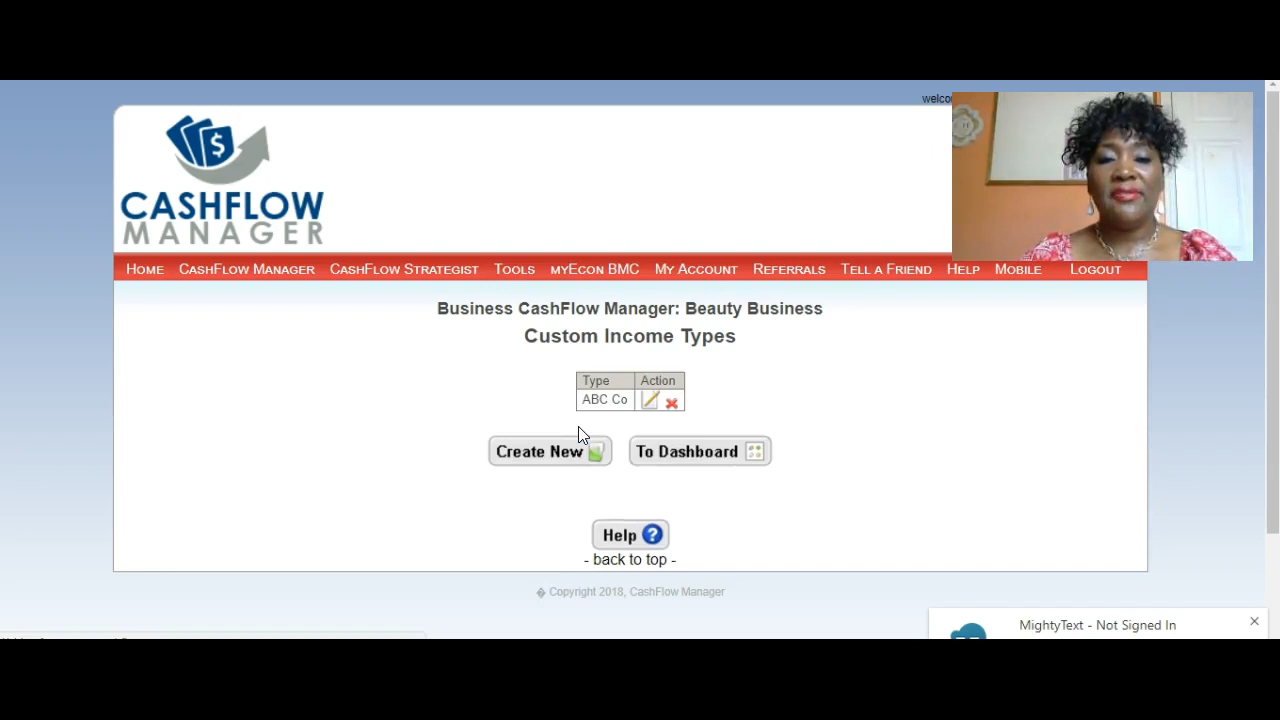 welco
CASHFLOW
MANAGER
HOME CASHFLOW MANAGER CASHFLOW STRATEGIST TOOLS MYECON BMC MY ACCOUNT REFERRALS TELL A FRIEND HELP MOBILE LOGOUT
Business CashFlow Manager: Beauty Business
Custom Income Types
Type Action
ABC Co
Create New To Dashboard
Help ?
- back to top -
� Copyright 2018, CashFlow Manager
MightyText - Not Signed In